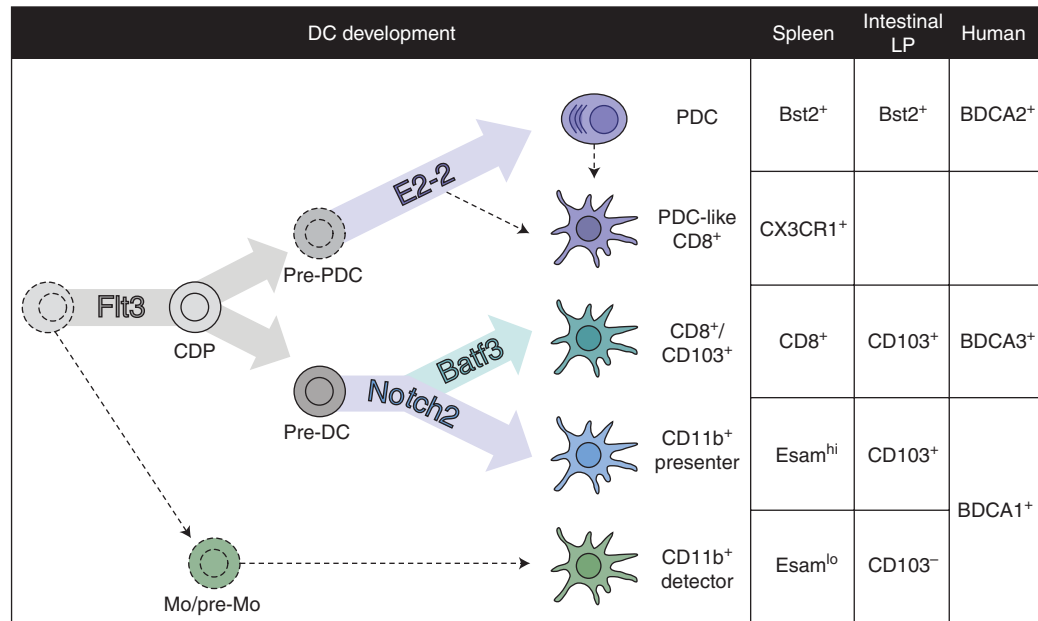 DC development
Spleen
Intestinal
LP
Human
PDC
Bst2⁺
Bst2⁺
BDCA2⁺
E2-2
PDC-like
CD8⁺
CX3CR1⁺
Pre-PDC
Flt3
CDP
Batf3
CD8⁺/
CD103⁺
CD8⁺
CD103⁺
BDCA3⁺
Notch2
Pre-DC
CD11b⁺
presenter
Esamʰⁱ
CD103⁺
BDCA1⁺
CD11b⁺
detector
Esamˡᵒ
CD103⁻
Mo/pre-Mo